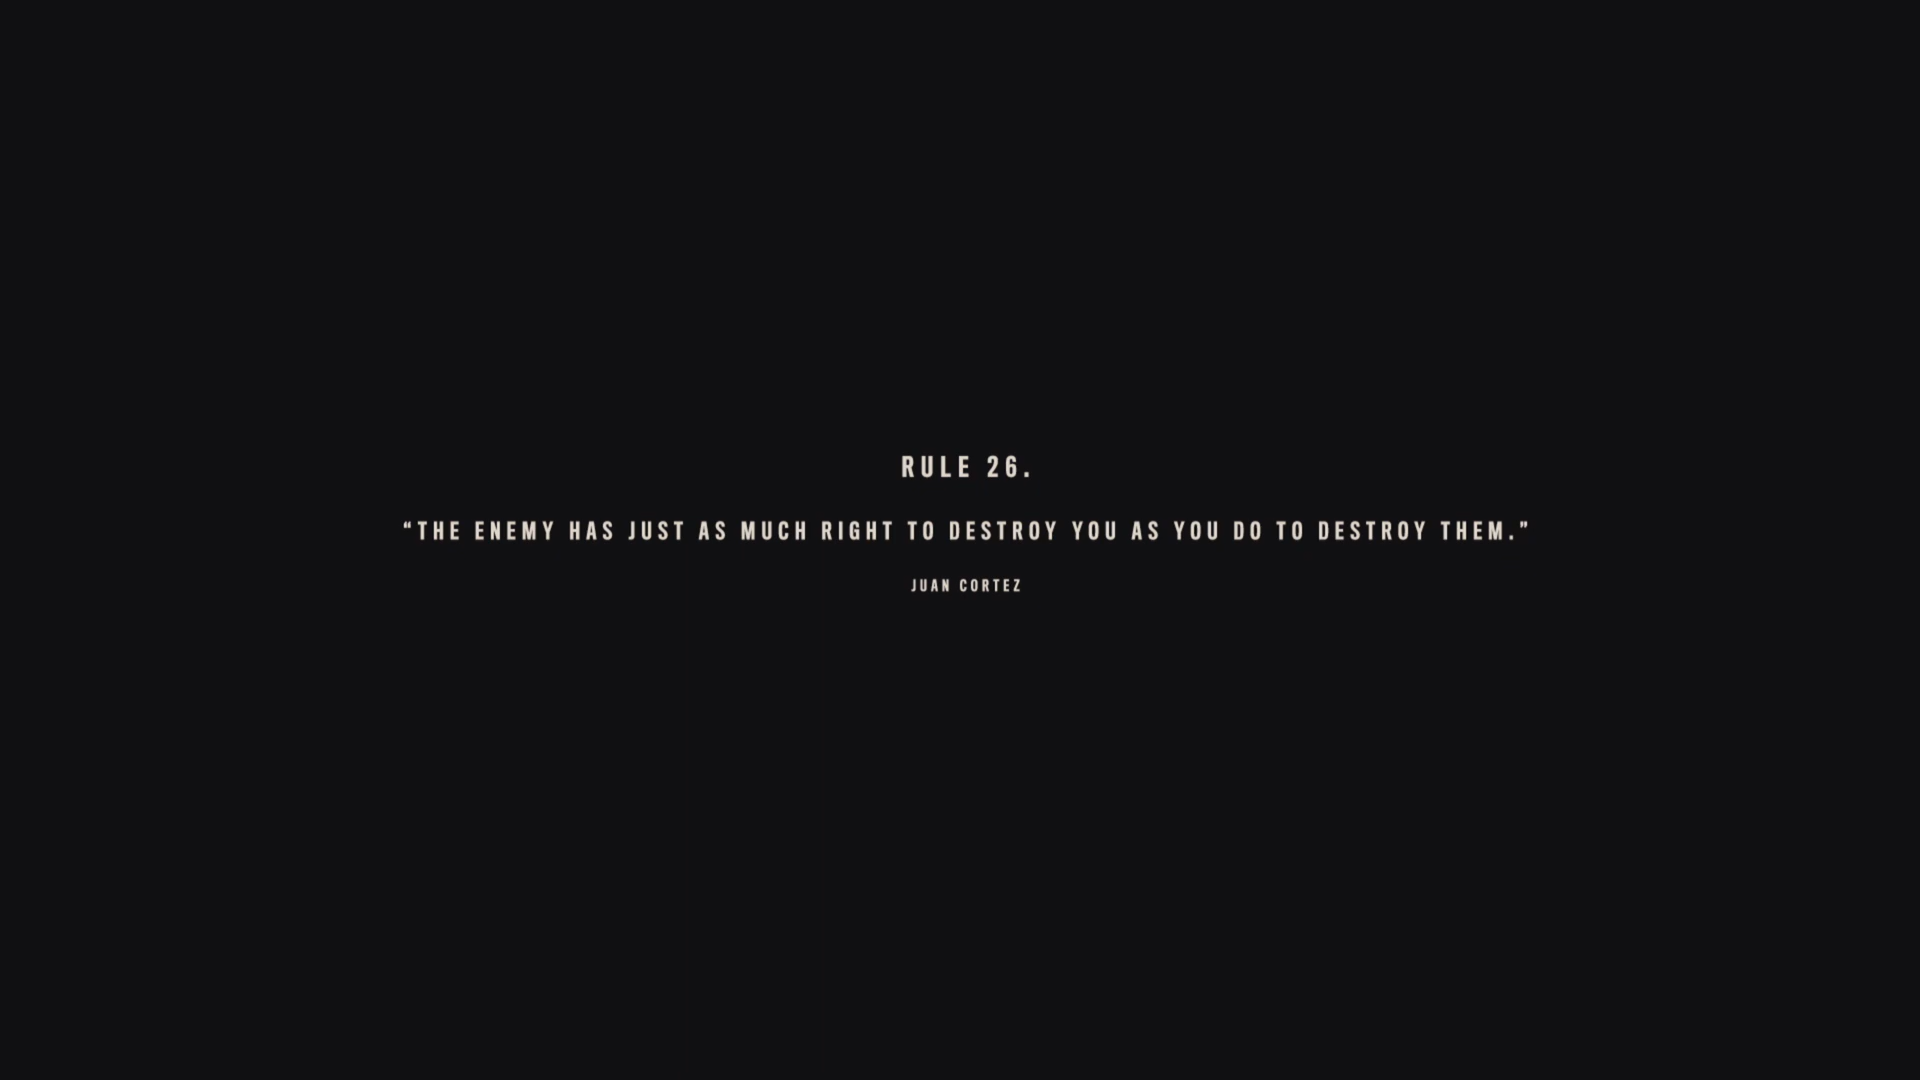 RULE 26.
“THE ENEMY HAS JUST AS MUCH RIGHT TO DESTROY YOU AS YOU DO TO DESTROY THEM.”
JUAN CORTEZ